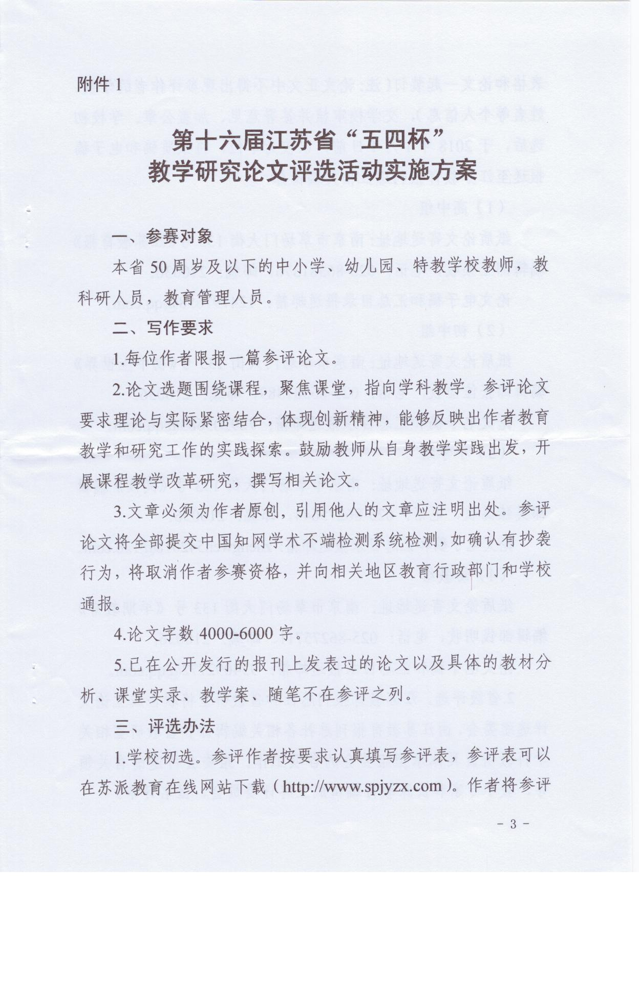 附件 1
第十六届江苏省“五四杯”
教学研究论文评选活动实施方案
一、参赛对象
本省 50 周岁及以下的中小学、幼儿园、特教学校教师，教
科研人员，教育管理人员。
二、写作要求
1.每位作者限报一篇参评论文。
2.论文选题围绕课程，聚焦课堂，指向学科教学。参评论文
要求理论与实际紧密结合，体现创新精神，能够反映出作者教育
教学和研究工作的实践探索。鼓励教师从自身教学实践出发，开
展课程教学改革研究，撰写相关论文。
3.文章必须为作者原创，引用他人的文章应注明出处。参评
论文将全部提交中国知网学术不端检测系统检测，如确认有抄袭
行为，将取消作者参赛资格，并向相关地区教育行政部门和学校
通报。
4.论文字数 4000-6000 字。
5.已在公开发行的报刊上发表过的论文以及具体的教材分
析、课堂实录、教学案、随笔不在参评之列。
三、评选办法
1.学校初选。参评作者按要求认真填写参评表，参评表可以
在苏派教育在线网站下载（http://www.spjyzx.com）。作者将参评
- 3 -